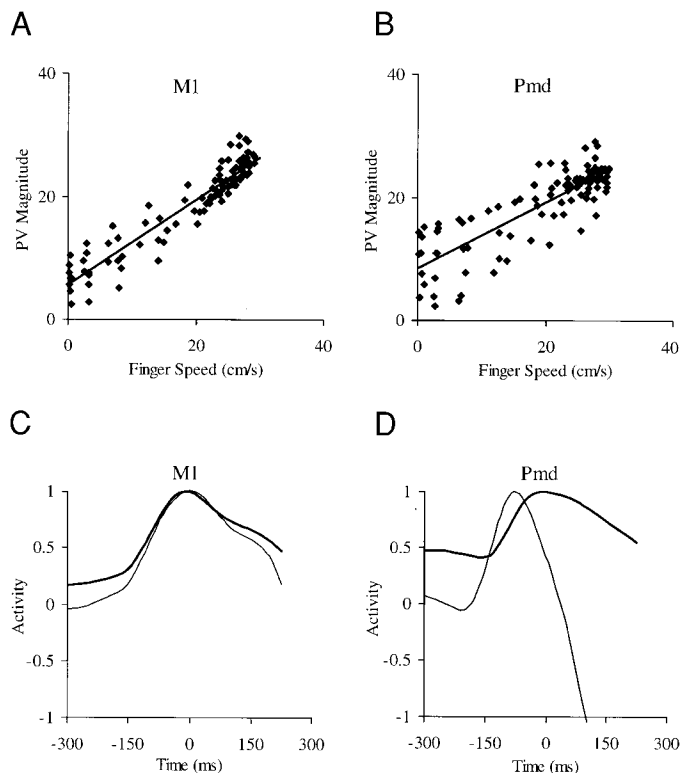 A
B
M1
Pmd
40
20
0
PV Magnitude
0
20
40
Finger Speed (cm/s)
40
20
0
PV Magnitude
0
20
40
Finger Speed (cm/s)
C
D
M1
Pmd
1
0.5
0
-0.5
-1
Activity
-300
-150
0
150
300
Time (ms)
1
0.5
0
-0.5
-1
Activity
-300
-150
0
150
300
Time (ms)